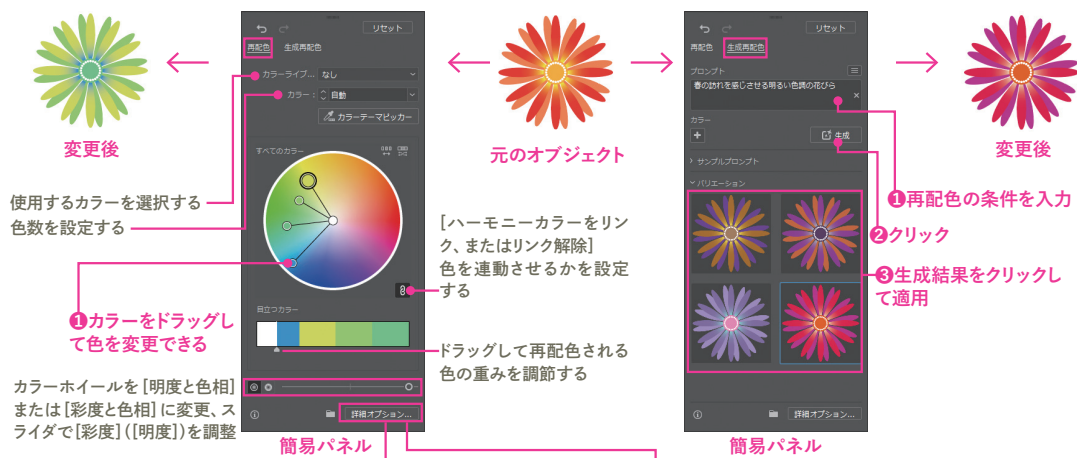 変更後
使用するカラーを選択する
色数を設定する
❶カラーをドラッグし
て色を変更できる
カラーホイールを[明度と色相]
または[彩度と色相]に変更、ス
ライダで[彩度]([明度])を調整
リセット
再配色 生成再配色
カラーライブ... なし
カラー： 自動
カラーテーマピッカー
すべてのカラー
目立つカラー
詳細オプション...
簡易パネル
元のオブジェクト
[ハーモニーカラーをリン
ク、またはリンク解除]
色を連動させるかを設定
する
ドラッグして再配色される
色の重みを調節する
リセット
再配色 生成再配色
プロンプト
春の訪れを感じさせる明るい色調の花びら
カラー
生成
サンプルプロンプト
バリエーション
詳細オプション...
簡易パネル
変更後
❶再配色の条件を入力
❷クリック
❸生成結果をクリックし
て適用